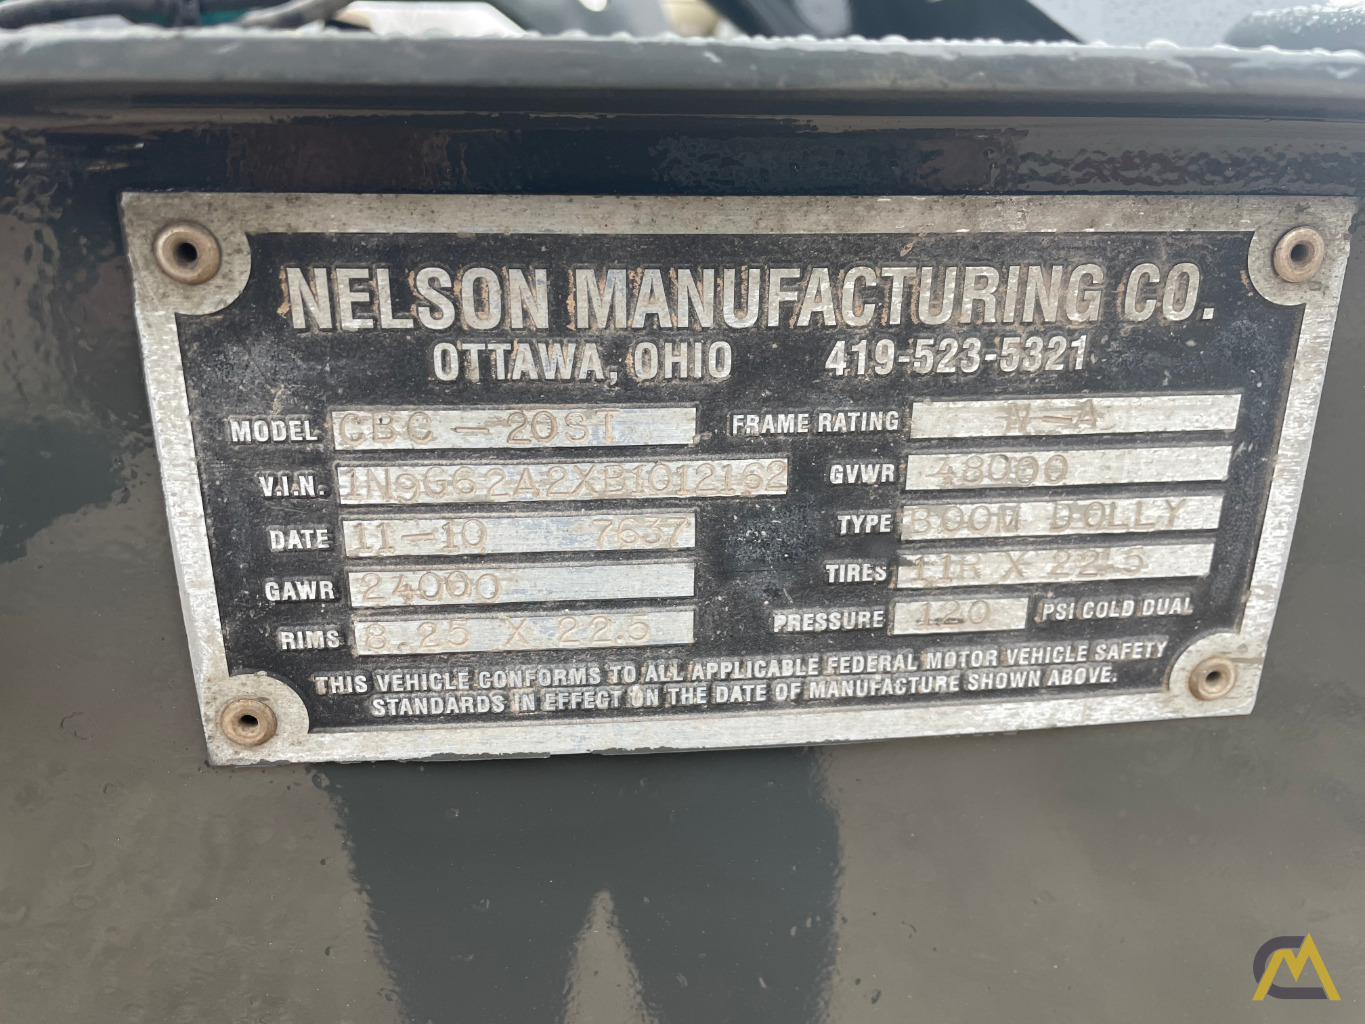 NELSON MANUFACTURING CO.
OTTAWA, OHIO 419-523-5321
MODEL CBC - 20ST FRAME RATING N-A
V.I.N. 1N9G62A2XB1012162 GVWR 48000
DATE 11-10 7637 TYPE BOOM DOLLY
GAWR 24000 TIRES 11R X 22.5
RIMS 8.25 X 22.5 PRESSURE 120 PSI COLD DUAL
THIS VEHICLE CONFORMS TO ALL APPLICABLE FEDERAL MOTOR VEHICLE SAFETY
STANDARDS IN EFFECT ON THE DATE OF MANUFACTURE SHOWN ABOVE.
CM